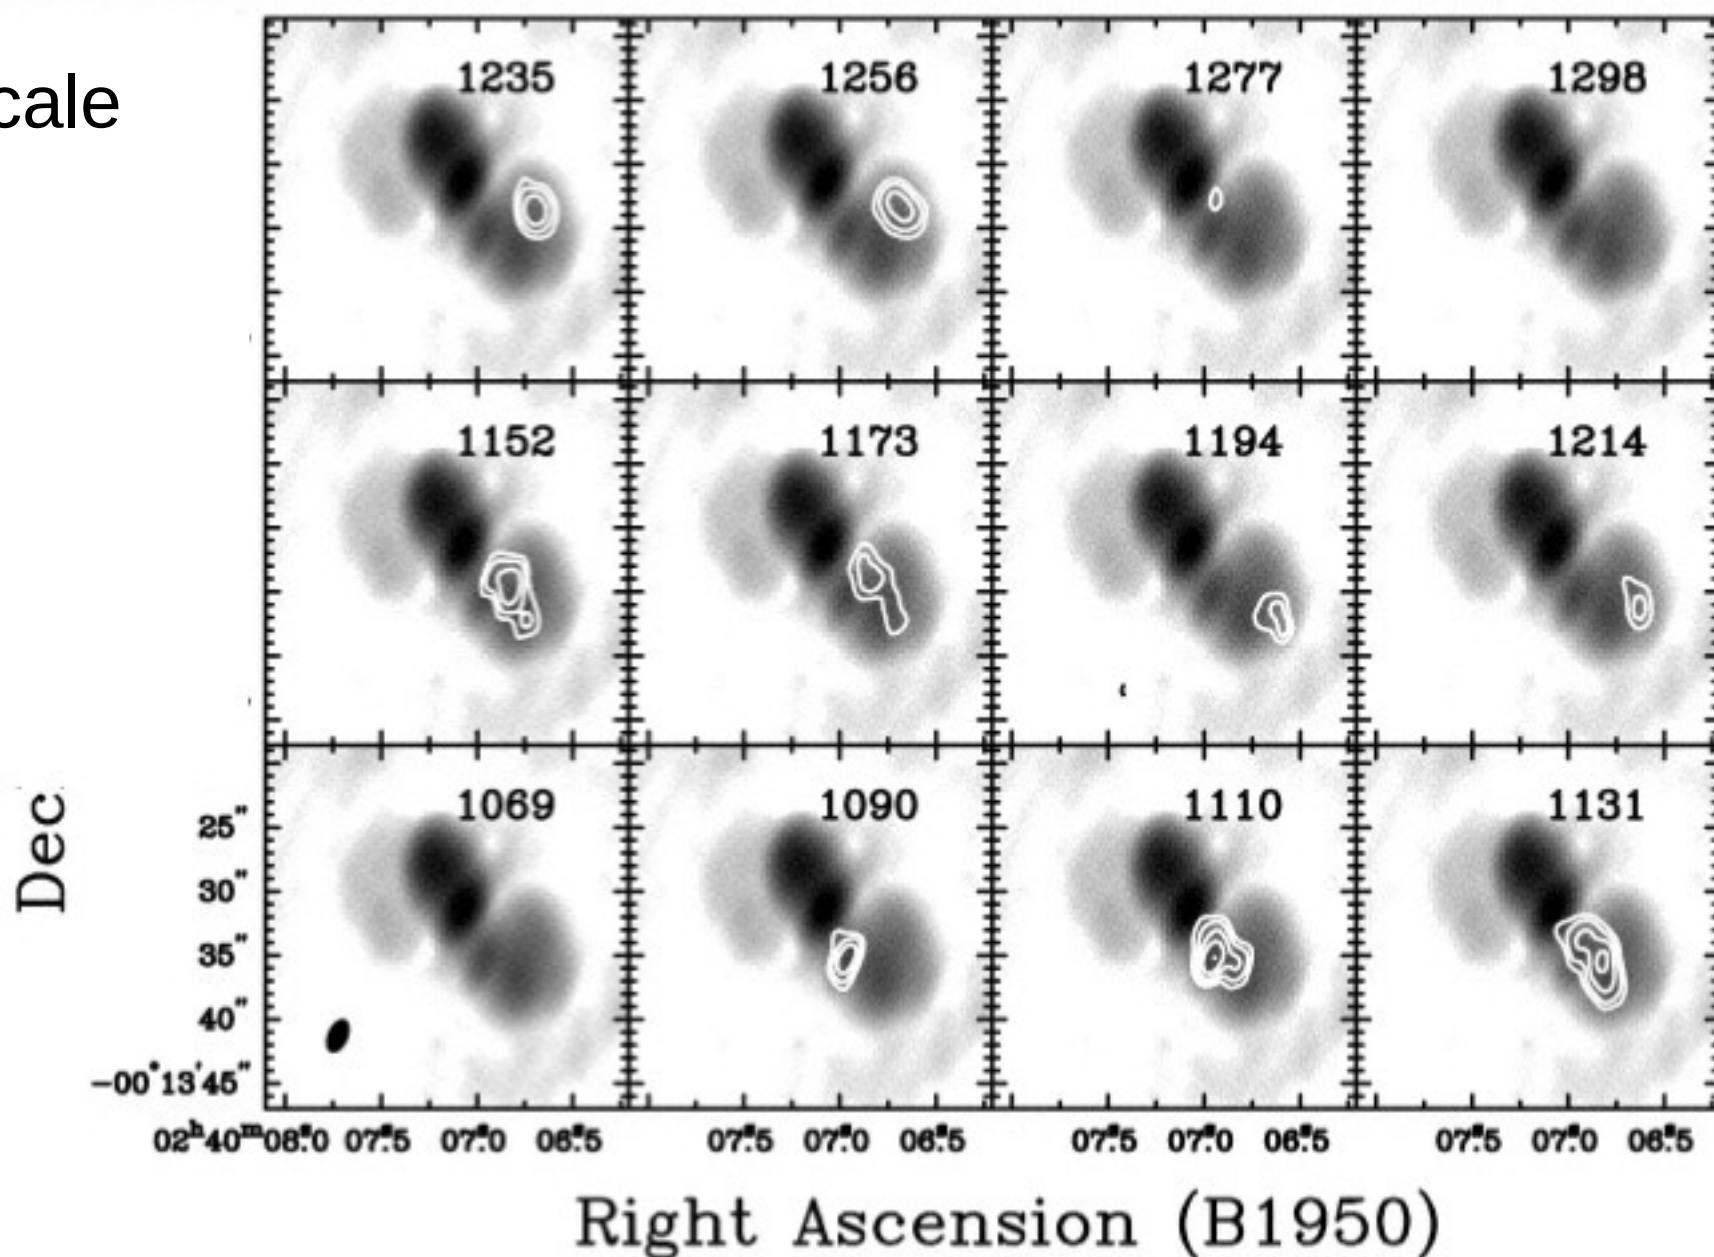 cale
1235 1256 1277 1298
1152 1173 1194 1214
1069 1090 1110 1131
25"
30"
35"
40"
-00°13'45"
Dec
02ʰ40ᵐ08ˢ.0 07ˢ.5 07ˢ.0 06ˢ.5 07ˢ.5 07ˢ.0 06ˢ.5 07ˢ.5 07ˢ.0 06ˢ.5 07ˢ.5 07ˢ.0 06ˢ.5
Right Ascension (B1950)